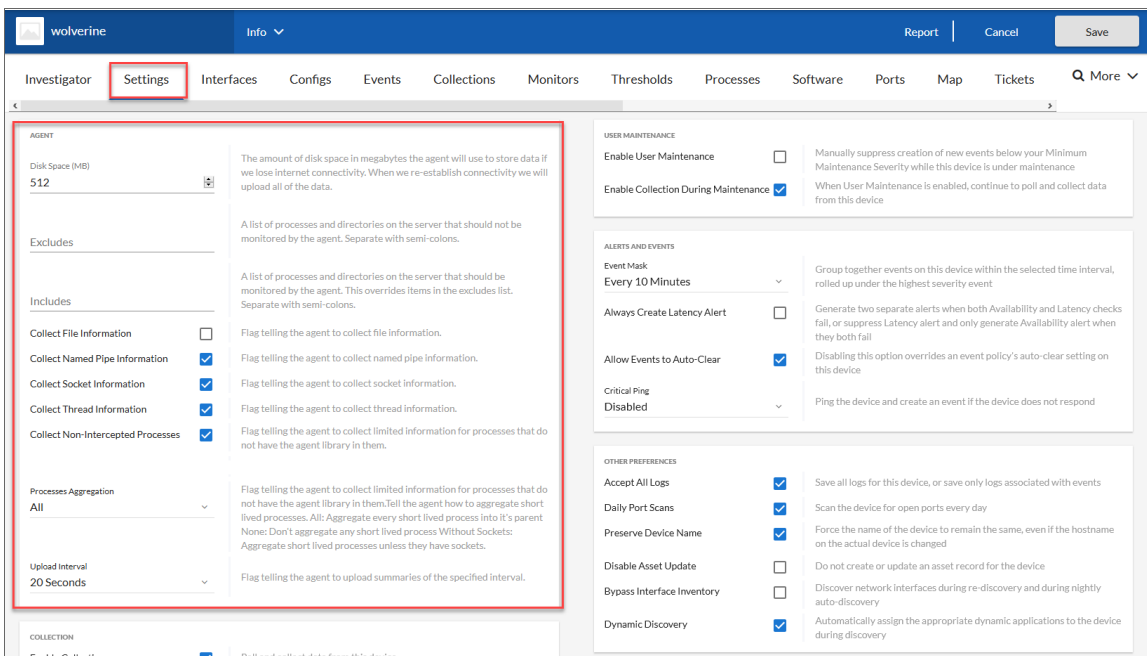 wolverine
Info
Report
Cancel
Save
Investigator
Settings
Interfaces
Configs
Events
Collections
Monitors
Thresholds
Processes
Software
Ports
Map
Tickets
More
AGENT
Disk Space (MB)
512
The amount of disk space in megabytes the agent will use to store data if
we lose internet connectivity. When we re-establish connectivity we will
upload all of the data.
Excludes
A list of processes and directories on the server that should not be
monitored by the agent. Separate with semi-colons.
Includes
A list of processes and directories on the server that should be
monitored by the agent. This overrides items in the excludes list.
Separate with semi-colons.
Collect File Information
Flag telling the agent to collect file information.
Collect Named Pipe Information
Flag telling the agent to collect named pipe information.
Collect Socket Information
Flag telling the agent to collect socket information.
Collect Thread Information
Flag telling the agent to collect thread information.
Collect Non-Intercepted Processes
Flag telling the agent to collect limited information for processes that do
not have the agent library in them.
Processes Aggregation
All
Flag telling the agent to collect limited information for processes that do
not have the agent library in them.Tell the agent how to aggregate short
lived processes. All: Aggregate every short lived process into it's parent
None: Don't aggregate any short lived process Without Sockets:
Aggregate short lived processes unless they have sockets.
Upload Interval
20 Seconds
Flag telling the agent to upload summaries of the specified interval.
COLLECTION
USER MAINTENANCE
Enable User Maintenance
Manually suppress creation of new events below your Minimum
Maintenance Severity while this device is under maintenance
Enable Collection During Maintenance
When User Maintenance is enabled, continue to poll and collect data
from this device
ALERTS AND EVENTS
Event Mask
Every 10 Minutes
Group together events on this device within the selected time interval,
rolled up under the highest severity event
Always Create Latency Alert
Generate two separate alerts when both Availability and Latency checks
fail, or suppress Latency alert and only generate Availability alert when
they both fail
Allow Events to Auto-Clear
Disabling this option overrides an event policy's auto-clear setting on
this device
Critical Ping
Disabled
Ping the device and create an event if the device does not respond
OTHER PREFERENCES
Accept All Logs
Save all logs for this device, or save only logs associated with events
Daily Port Scans
Scan the device for open ports every day
Preserve Device Name
Force the name of the device to remain the same, even if the hostname
on the actual device is changed
Disable Asset Update
Do not create or update an asset record for the device
Bypass Interface Inventory
Discover network interfaces during re-discovery and during nightly
auto-discovery
Dynamic Discovery
Automatically assign the appropriate dynamic applications to the device
during discovery